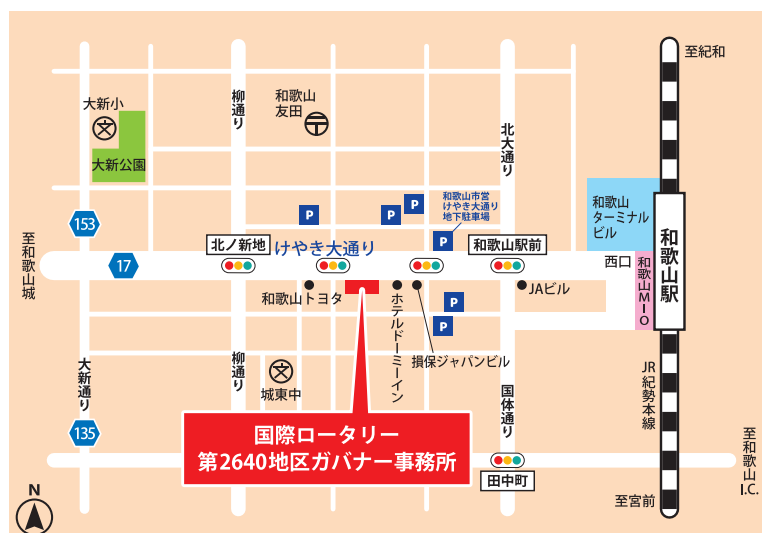 至紀和
大新小
和歌山
友田
柳通り
北大通り
大新公園
和歌山市営
けやき大通り
地下駐車場
和歌山
ターミナル
ビル
P
P
P
P
153
北ノ新地
けやき大通り
和歌山駅前
和歌山駅
至和歌山城
17
西口
和歌山MIO
和歌山トヨタ
ホテルドーミーイン
JAビル
P
P
損保ジャパンビル
大新通り
柳通り
城東中
国体通り
JR紀勢本線
135
国際ロータリー
第2640地区ガバナー事務所
田中町
至和歌山I.C.
至宮前
N